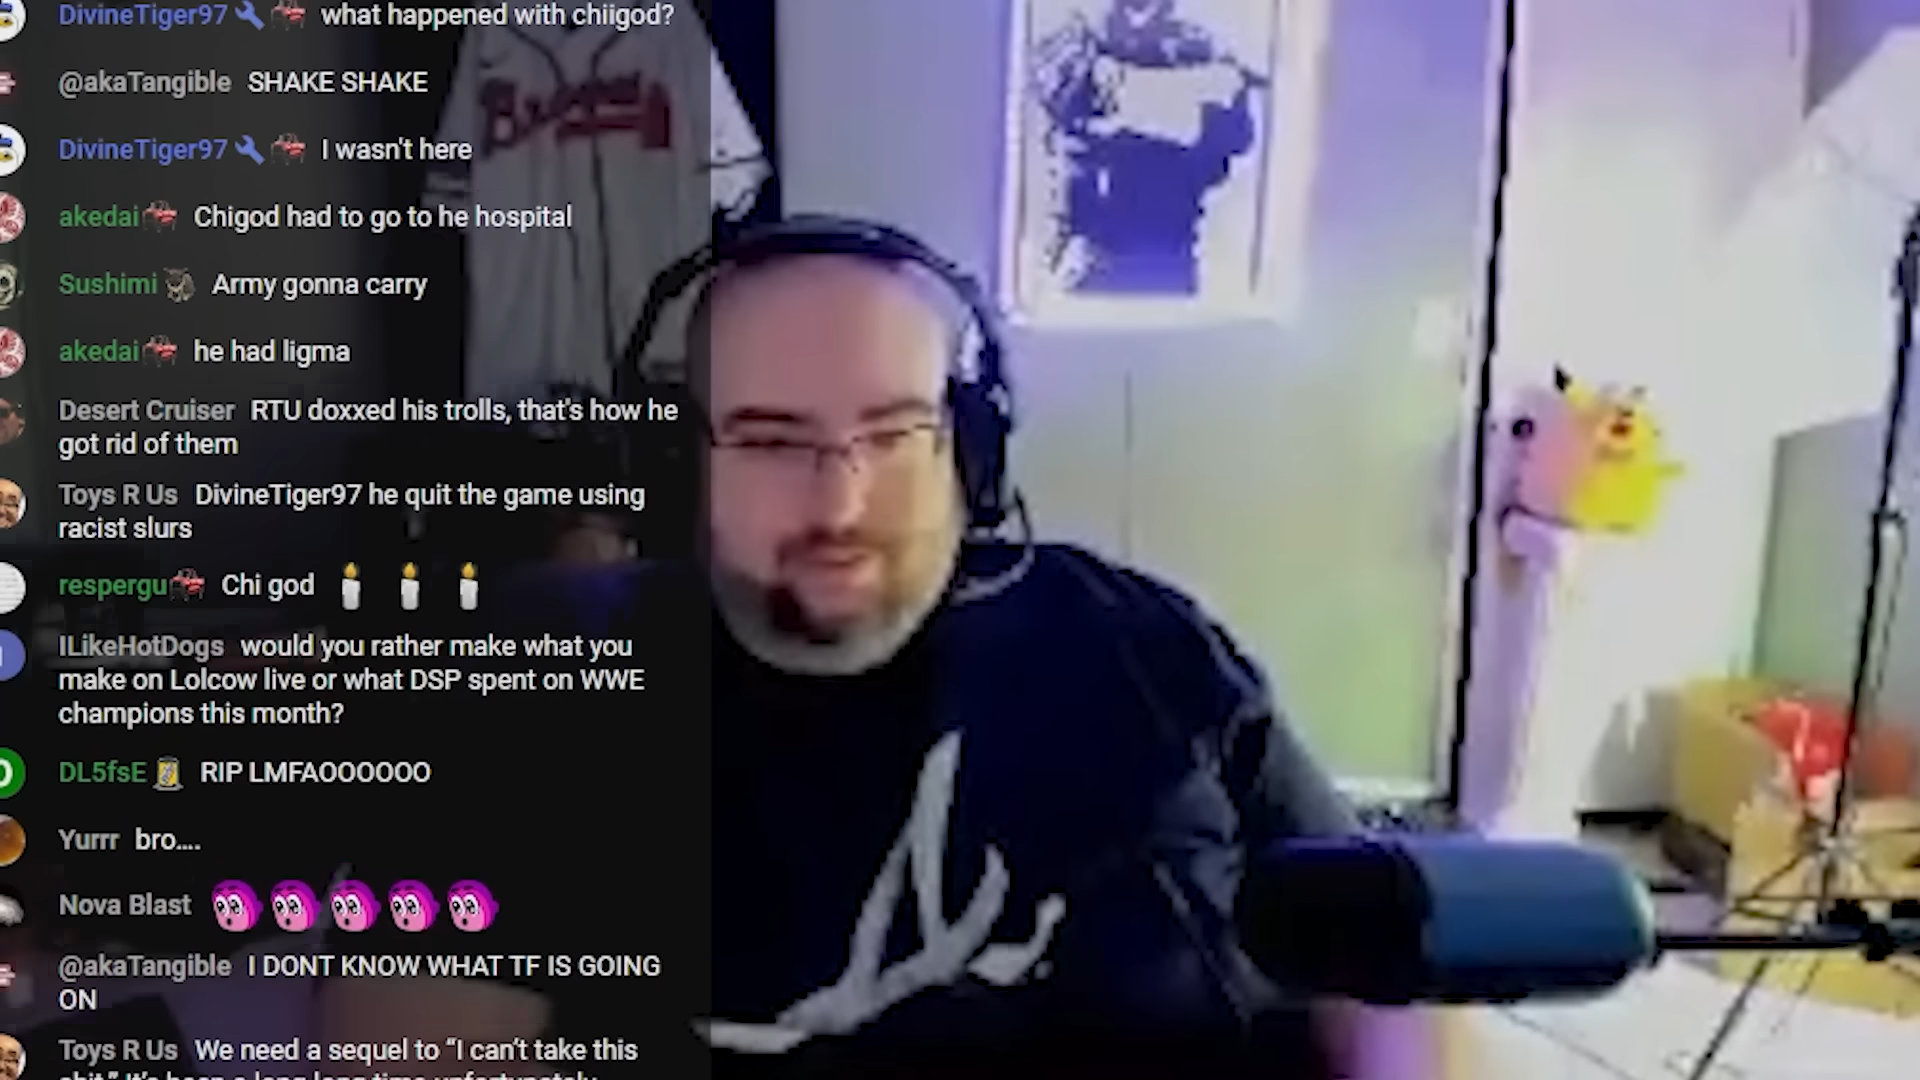 DivineTiger97 what happened with chiigod?
@akaTangible SHAKE SHAKE
DivineTiger97 I wasn't here
akedai Chigod had to go to he hospital
Sushimi Army gonna carry
akedai he had ligma
Desert Cruiser RTU doxxed his trolls, that's how he
got rid of them
Toys R Us DivineTiger97 he quit the game using
racist slurs
respergu Chi god
ILikeHotDogs would you rather make what you
make on Lolcow live or what DSP spent on WWE
champions this month?
DL5fsE RIP LMFAOOOOOO
Yurrr bro....
Nova Blast
@akaTangible I DONT KNOW WHAT TF IS GOING
ON
Toys R Us We need a sequel to “I can't take this